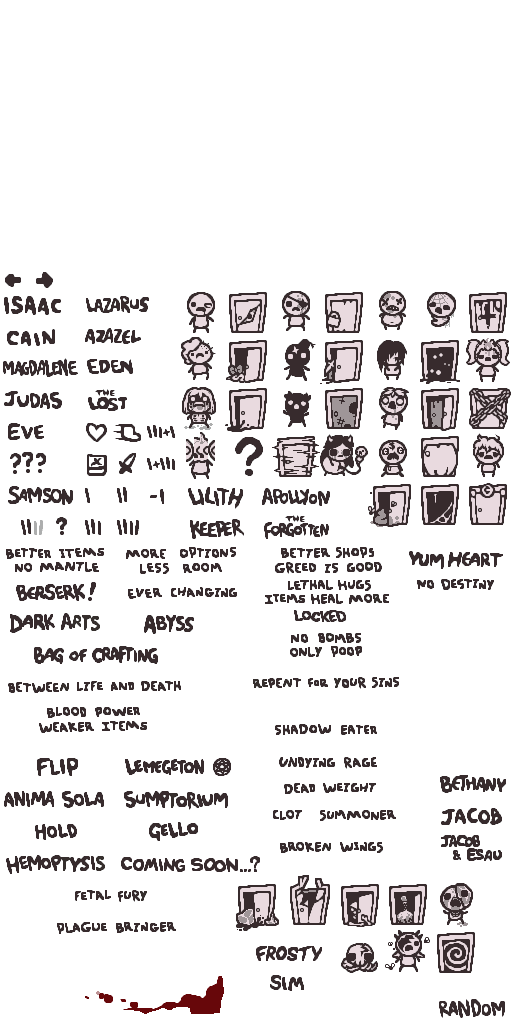 ISAAC LAZARUS
CAIN AZAZEL
MAGDALENE EDEN
JUDAS THE LOST
EVE
???
?
SAMSON LILITH APOLLYON
? KEEPER THE FORGOTTEN
BETTER ITEMS
NO MANTLE
MORE OPTIONS
LESS ROOM
BETTER SHOPS
GREED IS GOOD
YUM HEART
LETHAL HUGS
ITEMS HEAL MORE
NO DESTINY
BERSERK!
EVER CHANGING
LOCKED
DARK ARTS
ABYSS
NO BOMBS
ONLY POOP
BAG OF CRAFTING
BETWEEN LIFE AND DEATH
REPENT FOR YOUR SINS
BLOOD POWER
WEAKER ITEMS
SHADOW EATER
FLIP
LEMEGETON
UNDYING RAGE
DEAD WEIGHT
BETHANY
ANIMA SOLA
SUMPTORIUM
CLOT SUMMONER
JACOB
HOLD
GELLO
BROKEN WINGS
JACOB
& ESAU
HEMOPTYSIS
COMING SOON...?
FETAL FURY
PLAGUE BRINGER
FROSTY
SIM
RANDOM